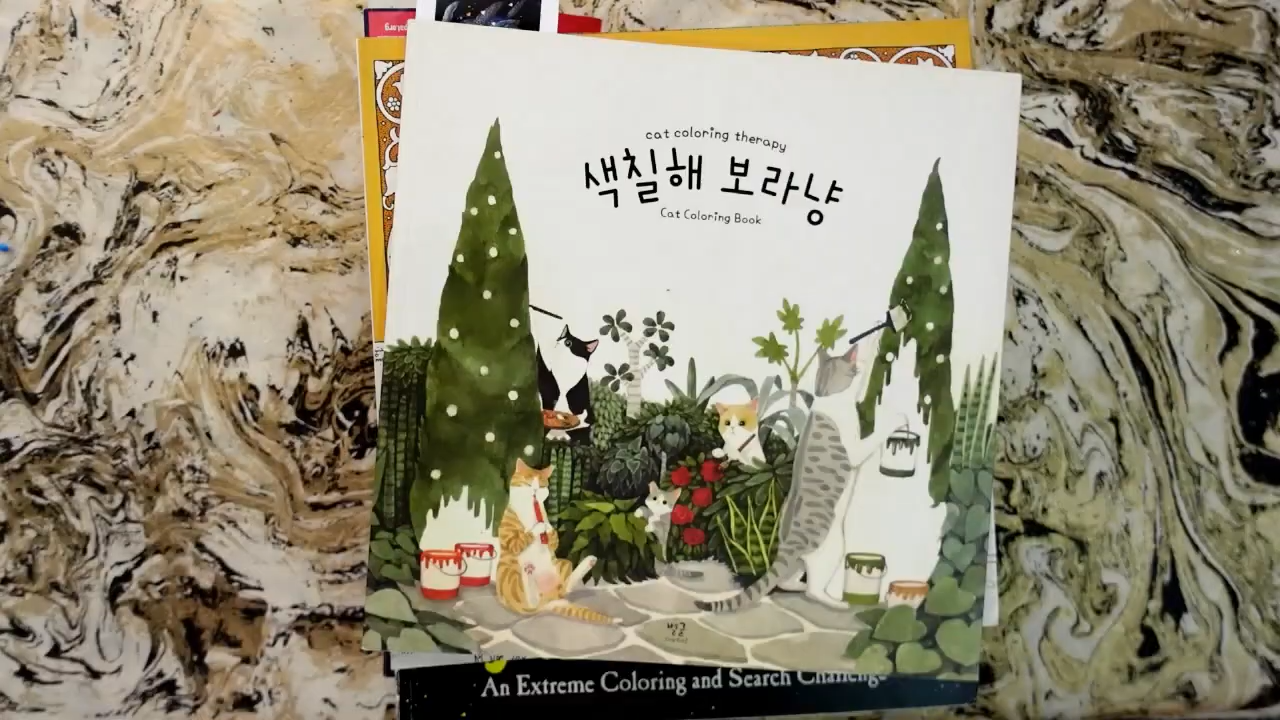 cat coloring therapy
색칠해 보라냥
Cat Coloring Book
An Extreme Coloring and Search Challenge